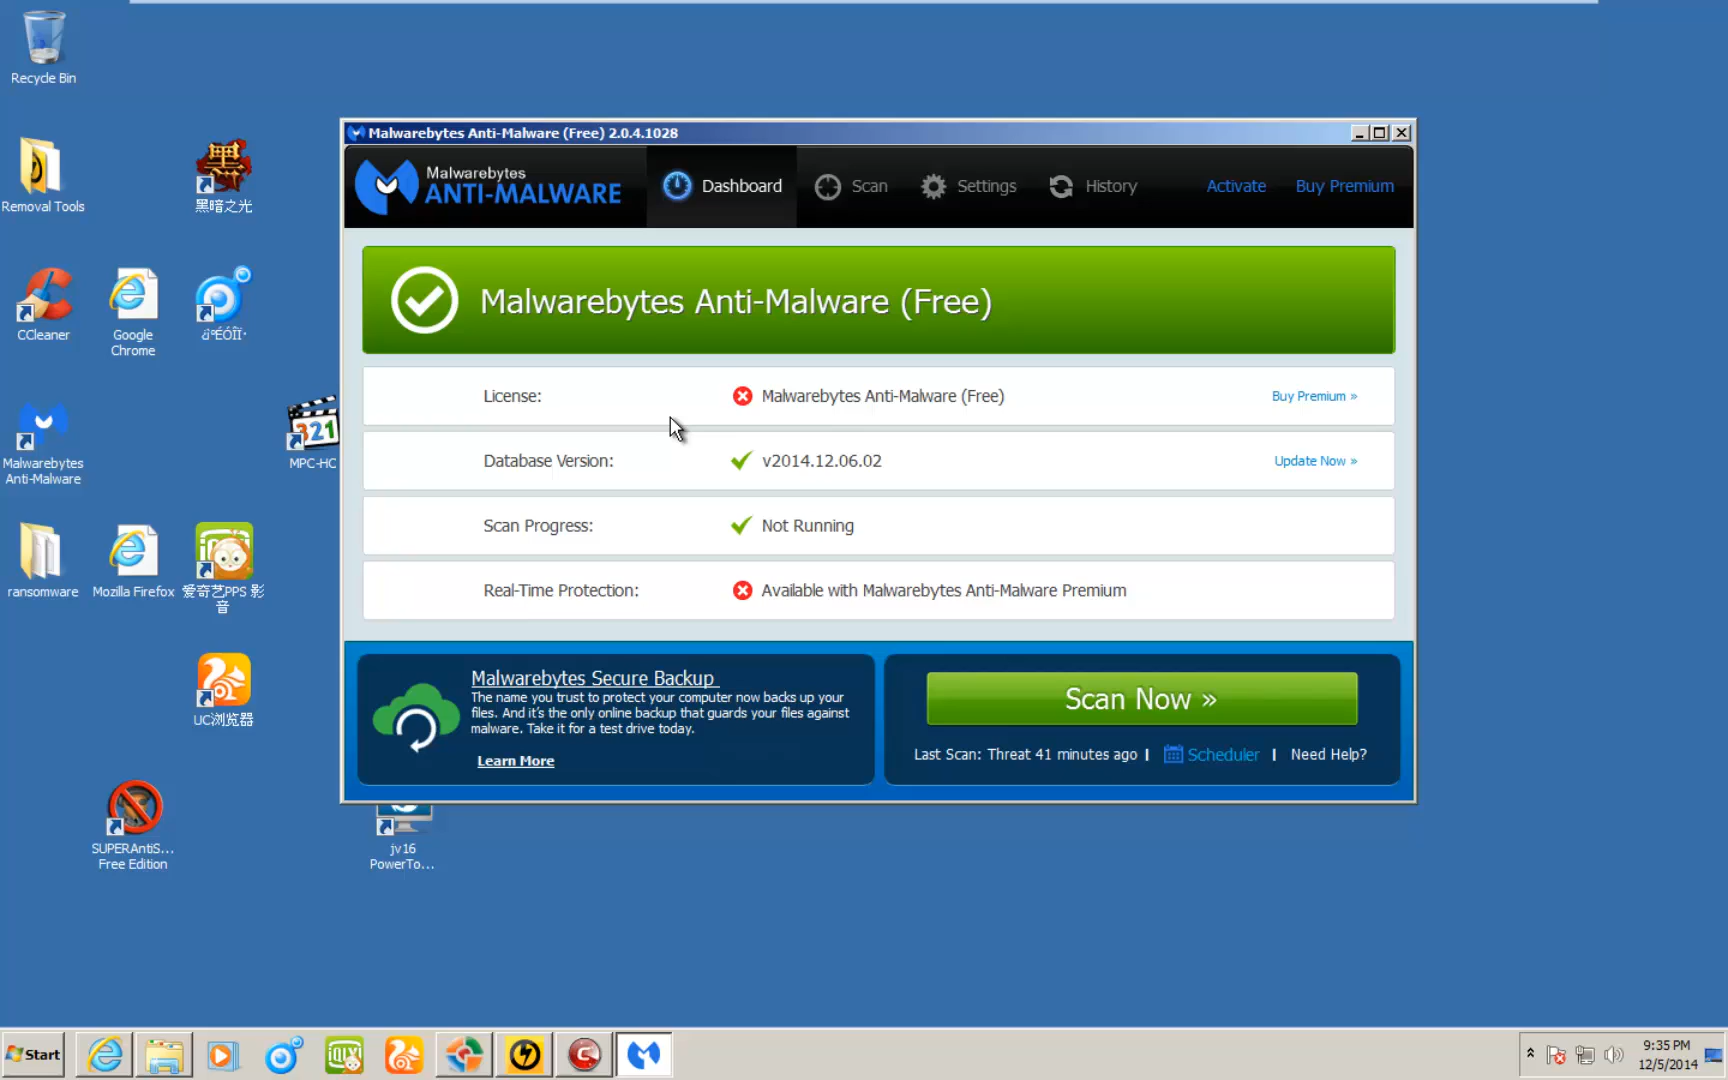 Recycle Bin
Removal Tools
黑暗之光
CCleaner
Google
Chrome
Malwarebytes
Anti-Malware
321
MPC-HC
ransomware
Mozilla Firefox
爱奇艺PPS 影
音
UC浏览器
SUPERAntiS...
Free Edition
jv16
PowerTo...
Malwarebytes Anti-Malware (Free) 2.0.4.1028
Malwarebytes
ANTI-MALWARE
Dashboard
Scan
Settings
History
Activate
Buy Premium
Malwarebytes Anti-Malware (Free)
License:
Malwarebytes Anti-Malware (Free)
Buy Premium »
Database Version:
v2014.12.06.02
Update Now »
Scan Progress:
Not Running
Real-Time Protection:
Available with Malwarebytes Anti-Malware Premium
Malwarebytes Secure Backup
The name you trust to protect your computer now backs up your
files. And it's the only online backup that guards your files against
malware. Take it for a test drive today.
Learn More
Scan Now »
Last Scan: Threat 41 minutes ago
Scheduler
Need Help?
Start
9:35 PM
12/5/2014